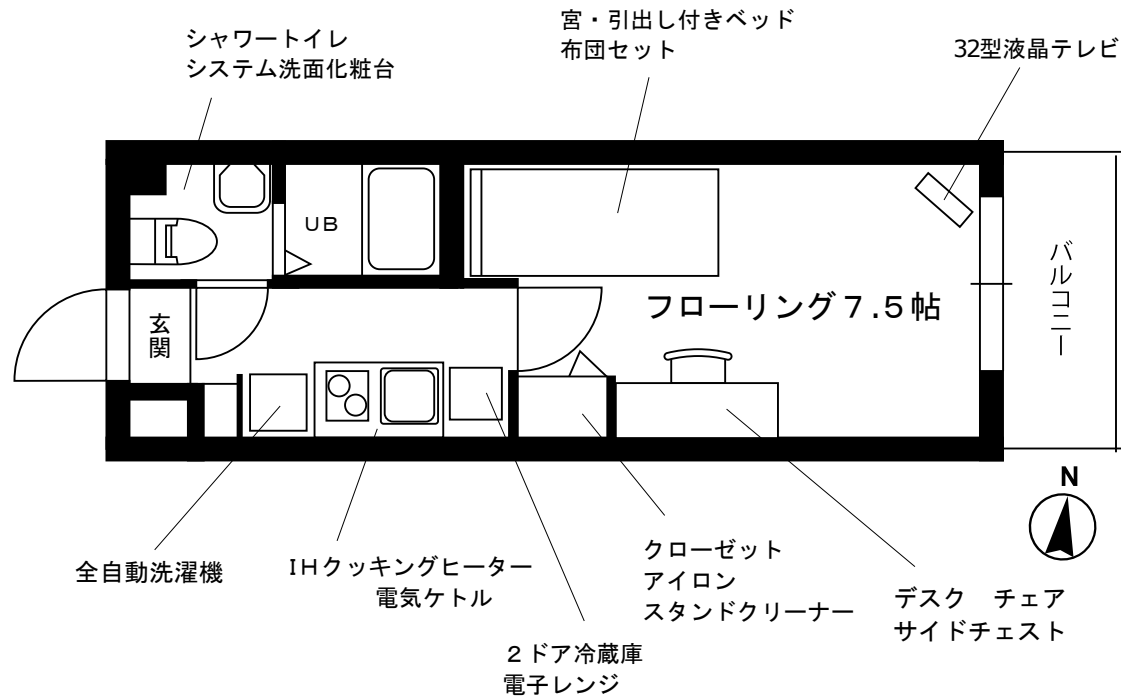 シャワートイレ
システム洗面化粧台
宮・引出し付きベッド
布団セット
32型液晶テレビ
UB
フローリング7.5帖
バルコニー
玄関
N
全自動洗濯機
IHクッキングヒーター
電気ケトル
2ドア冷蔵庫
電子レンジ
クローゼット
アイロン
スタンドクリーナー
デスク　チェア
サイドチェスト